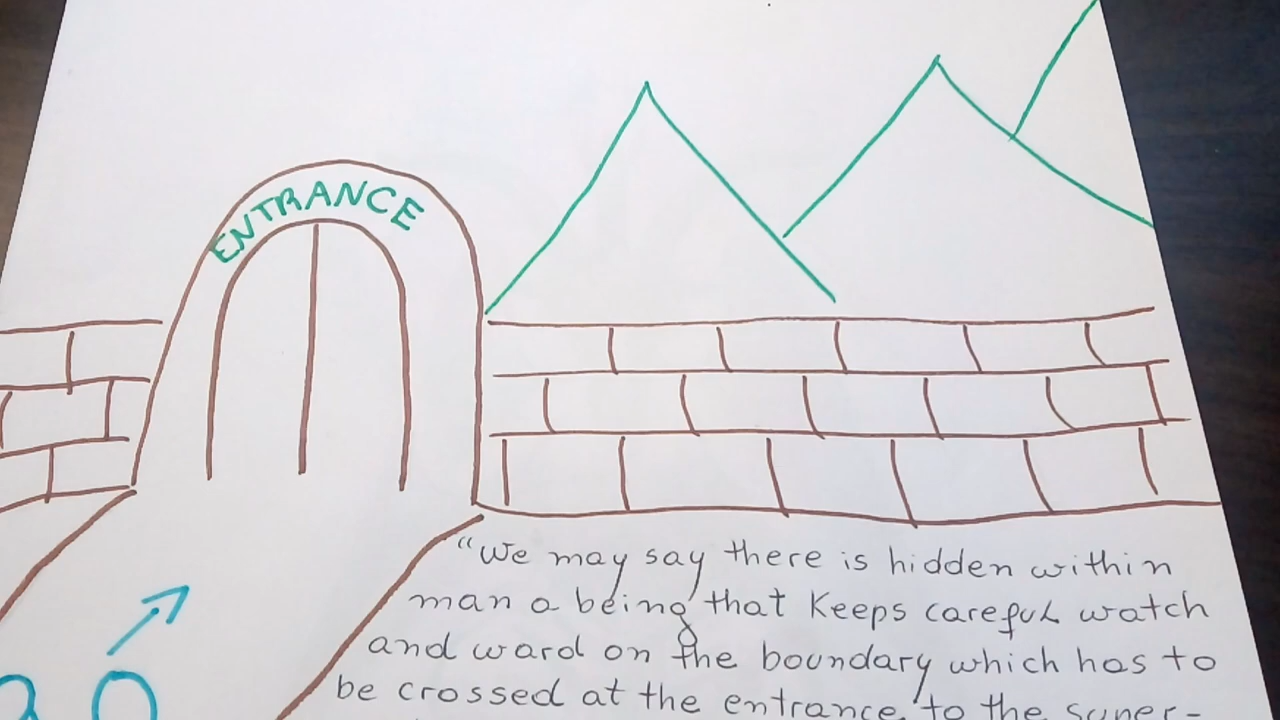 ENTRANCE
"We may say there is hidden within
man a being that Keeps careful watch
and ward on the boundary which has to
be crossed at the entrance to the super-